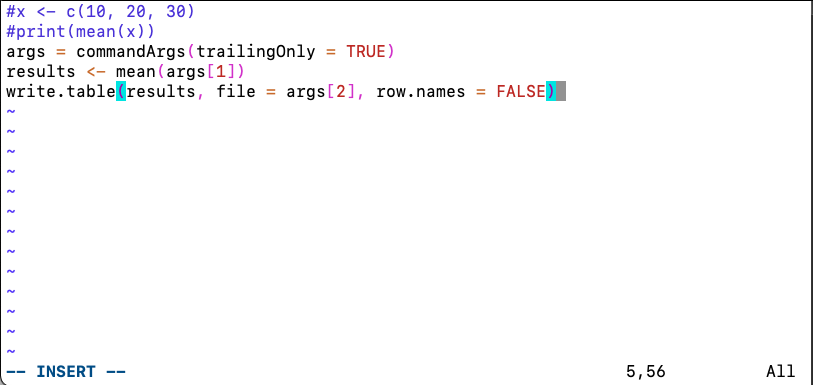 #x <- c(10, 20, 30)
#print(mean(x))
args = commandArgs(trailingOnly = TRUE)
results <- mean(args[1])
write.table(results, file = args[2], row.names = FALSE)
~
~
~
~
~
~
~
~
~
~
~
~
~
-- INSERT -- 5,56 All